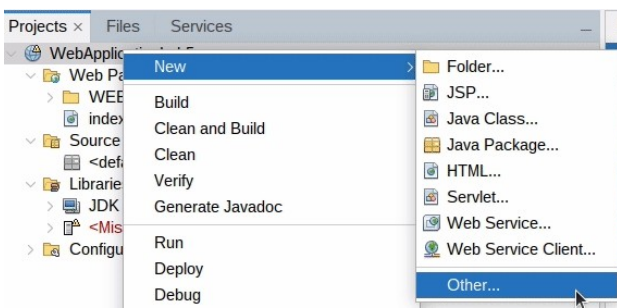 Projects × Files Services
WebApplic
New
Folder...
Web Pa
JSP...
WEB
Build
Java Class...
index
Clean and Build
Java Package...
Source
Clean
HTML...
<defa
Verify
Servlet...
Librarie
Generate Javadoc
Web Service...
JDK
Run
Web Service Client...
<Mis
Deploy
Other...
Configu
Debug